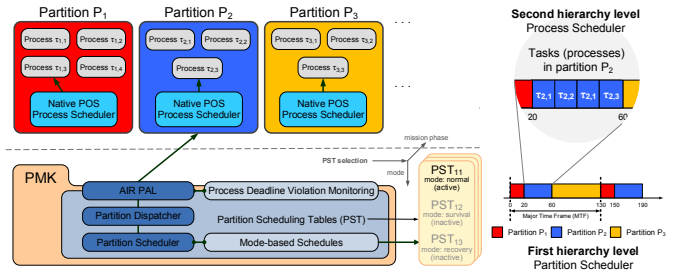 Partition P1
Partition P2
Partition P3
. . .
Process τ1,1
Process τ1,2
Process τ1,3
Process τ1,4
Native POS
Process Scheduler
Process τ2,1
Process τ2,2
Process τ2,3
Native POS
Process Scheduler
Process τ3,1
Process τ3,2
Process τ3,3
Native POS
Process Scheduler
. . .
mission phase
PST selection
mode
PMK
AIR PAL
Process Deadline Violation Monitoring
Partition Dispatcher
Partition Scheduling Tables (PST)
Partition Scheduler
Mode-based Schedules
PST11
mode: normal
(active)
PST12
mode: survival
(inactive)
PST13
mode: recovery
(inactive)
Second hierarchy level
Process Scheduler
Tasks (processes)
in partition P2
τ2,1
τ2,2
τ2,1
τ2,3
20
60
0
20
60
130
150
190
Major Time Frame (MTF)
Partition P1
Partition P2
Partition P3
First hierarchy level
Partition Scheduler